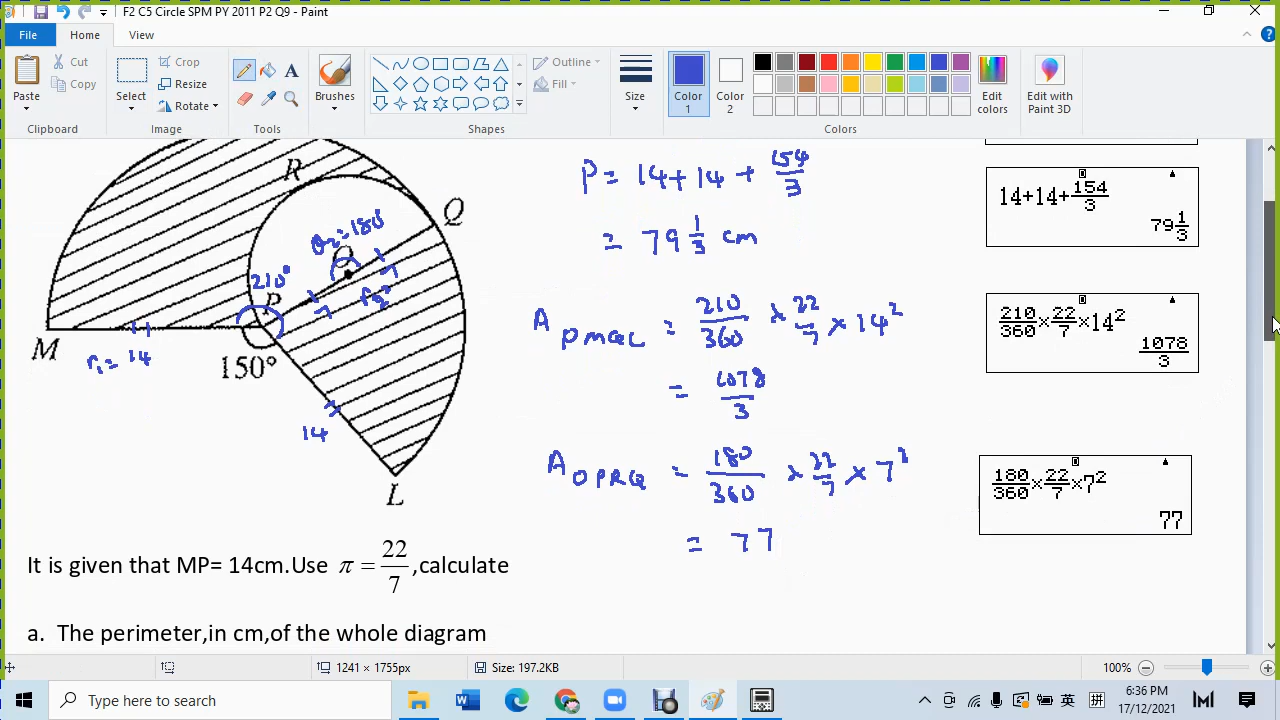 F2 C5 Circle SPM PY 2011 P2 Q9 - Paint
File Home View
Paste Cut Copy
Clipboard
Select Crop Resize Rotate
Image
A
Tools
Brushes
Shapes
Outline Fill
Size
Color 1
Color 2
Edit colors
Edit with Paint 3D
Colors
R
Q
θ2=180
O
210°
P
7
7
r2
M
r1= 14
150°
14
L
P= 14+14 + 154/3
= 79 1/3 cm
A PMQL = 210/360 × 22/7 × 14²
= 1078/3
A OPRQ = 180/360 × 22/7 × 7²
= 77
14+14+154/3
79 1/3
210/360×22/7×14²
1078/3
180/360×22/7×7²
77
It is given that MP= 14cm.Use π = 22/7 ,calculate
a. The perimeter,in cm,of the whole diagram
1241 × 1755px
Size: 197.2KB
100%
Type here to search
英 拼
6:36 PM
17/12/2021